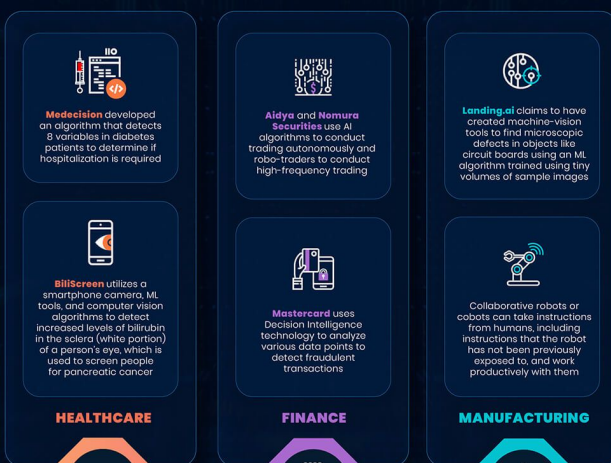 Medecision developed
an algorithm that detects
8 variables in diabetes
patients to determine if
hospitalization is required
BiliScreen utilizes a
smartphone camera, ML
tools, and computer vision
algorithms to detect
increased levels of bilirubin
in the sclera (white portion)
of a person's eye, which is
used to screen people
for pancreatic cancer
HEALTHCARE
Aidya and Nomura
Securities use AI
algorithms to conduct
trading autonomously and
robo-traders to conduct
high-frequency trading
Mastercard uses
Decision Intelligence
technology to analyze
various data points to
detect fraudulent
transactions
FINANCE
Landing.ai claims to have
created machine-vision
tools to find microscopic
defects in objects like
circuit boards using an ML
algorithm trained using tiny
volumes of sample images
Collaborative robots or
cobots can take instructions
from humans, including
instructions that the robot
has not been previously
exposed to, and work
productively with them
MANUFACTURING